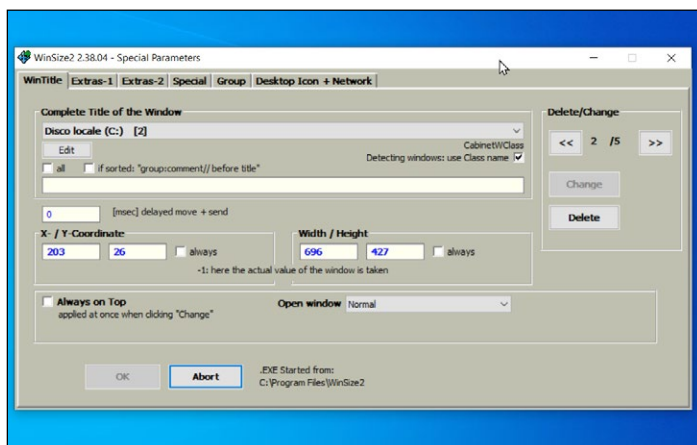 WinSize2 2.38.04 - Special Parameters
WinTitle Extras-1 Extras-2 Special Group Desktop Icon + Network
Complete Title of the Window
Disco locale (C:) [2]
Edit
CabinetWClass
Detecting windows: use Class name
all if sorted: "group:comment// before title"
0 [msec] delayed move + send
X- / Y-Coordinate
203 26 always
Width / Height
696 427 always
-1: here the actual value of the window is taken
Always on Top
applied at once when clicking "Change"
Open window Normal
OK Abort
.EXE Started from:
C:\Program Files\WinSize2
Delete/Change
<< 2 /5 >>
Change
Delete